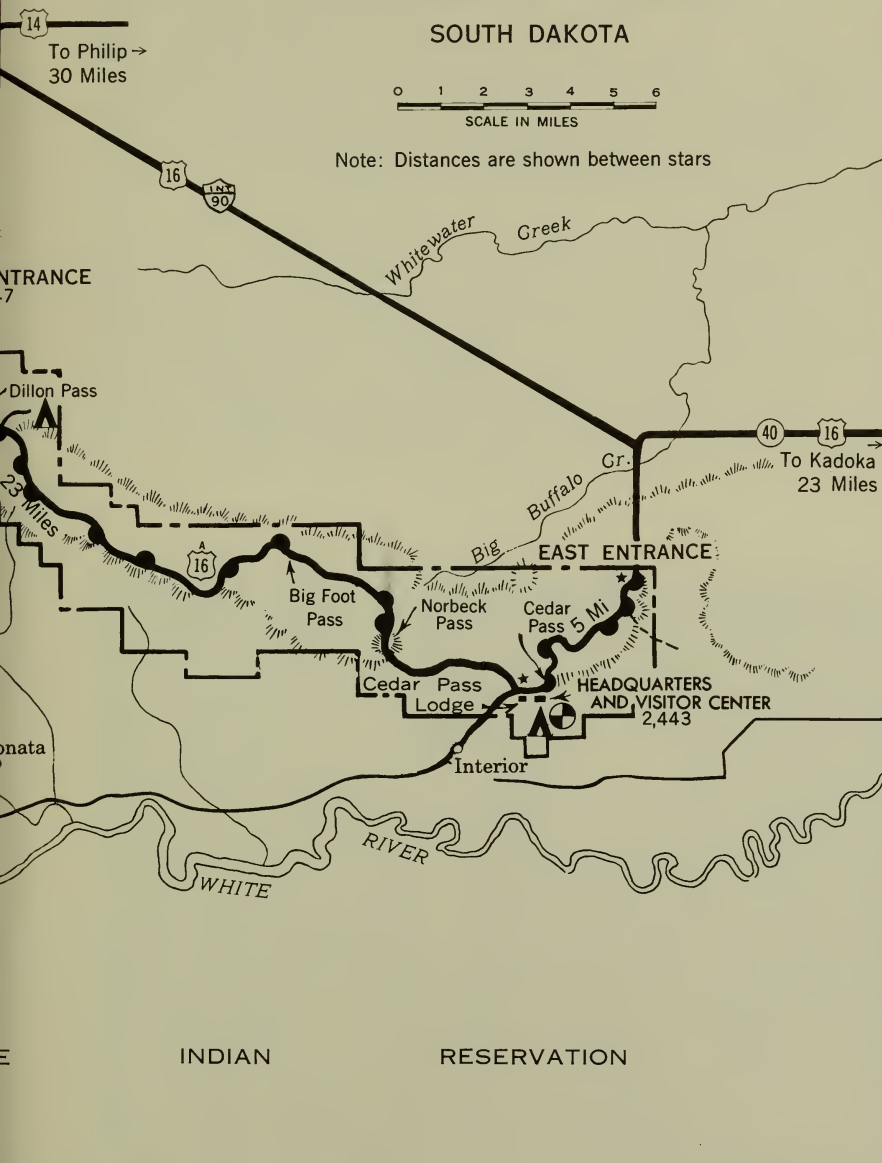 14
To Philip →
30 Miles
SOUTH DAKOTA
0 1 2 3 4 5 6
SCALE IN MILES
Note: Distances are shown between stars
16
INT
90
Whitewater Creek
NTRANCE
47
Dillon Pass
23 Miles
A
16
Big Foot
Pass
Norbeck
Pass
Big Buffalo Cr.
40
16
To Kadoka →
23 Miles
EAST ENTRANCE
Cedar
Pass
5 Mi
Cedar Pass
Lodge
HEADQUARTERS
AND VISITOR CENTER
2,443
onata
Interior
WHITE RIVER
E INDIAN RESERVATION